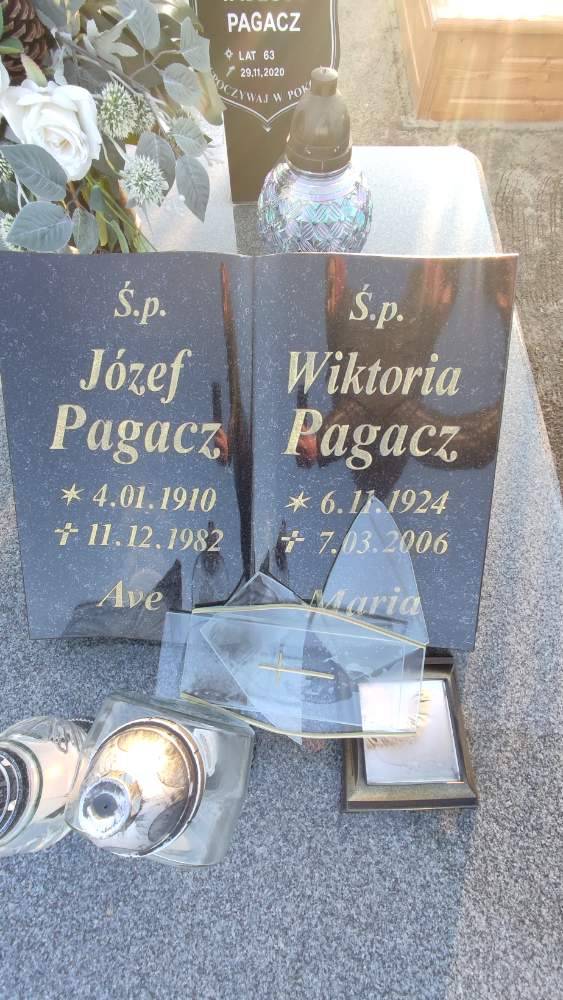 PAGACZ
LAT 63
29.11.2020
Ś.p.
Józef
Pagacz
4.01.1910
11.12.1982
Ave
Ś.p.
Wiktoria
Pagacz
6.11.1924
7.03.2006
Maria